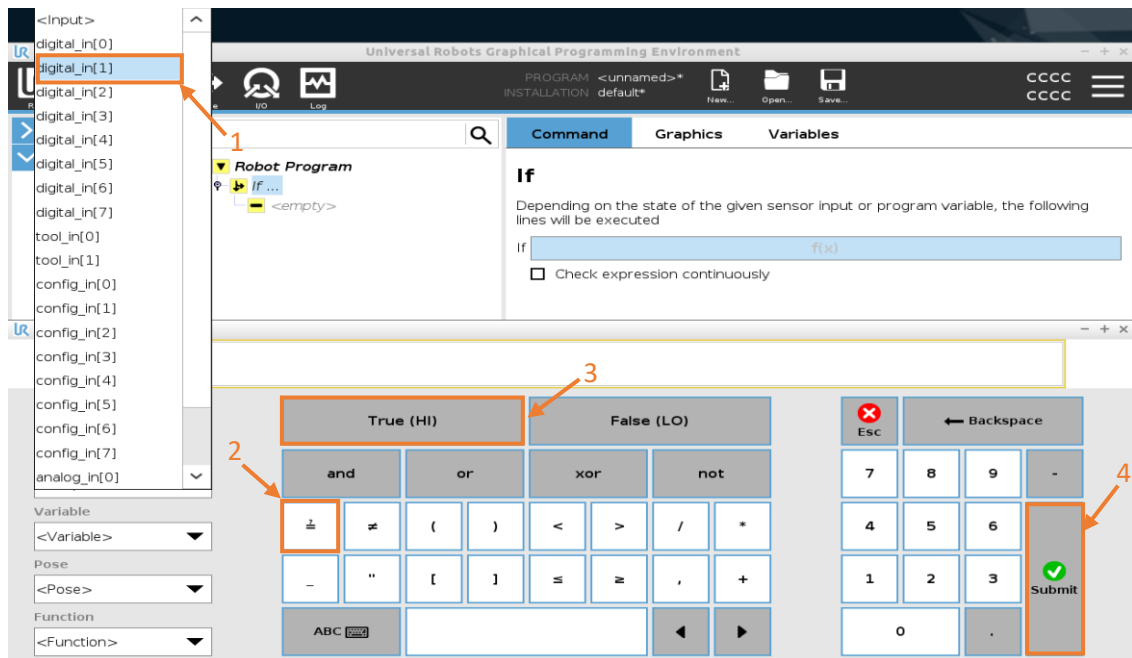 <Input>
digital_in[0]
digital_in[1]
digital_in[2]
digital_in[3]
digital_in[4]
digital_in[5]
digital_in[6]
digital_in[7]
tool_in[0]
tool_in[1]
config_in[0]
config_in[1]
config_in[2]
config_in[3]
config_in[4]
config_in[5]
config_in[6]
config_in[7]
analog_in[0]
1
UR
Universal Robots Graphical Programming Environment
I/O
Log
PROGRAM <unnamed>*
INSTALLATION default*
New...
Open...
Save...
CCCC
CCCC
Robot Program
If ...
<empty>
Command Graphics Variables
If
Depending on the state of the given sensor input or program variable, the following
lines will be executed
If f(x)
Check expression continuously
UR
3
True (HI) False (LO)
Esc
Backspace
2
and or xor not
7 8 9 -
4
≟ ≠ ( ) < > / *
4 5 6
_ " [ ] ≤ ≥ , +
1 2 3
Submit
ABC
0 .
Variable
<Variable>
Pose
<Pose>
Function
<Function>